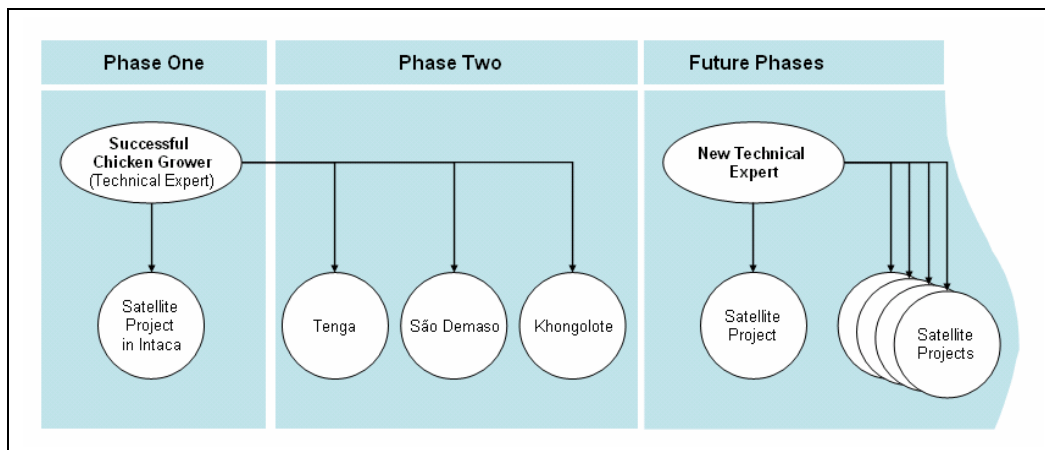 Phase One
Phase Two
Future Phases
Successful
Chicken Grower
(Technical Expert)
New Technical
Expert
Satellite
Project
in Intaca
Tenga
São Demaso
Khongolote
Satellite
Project
Satellite
Projects